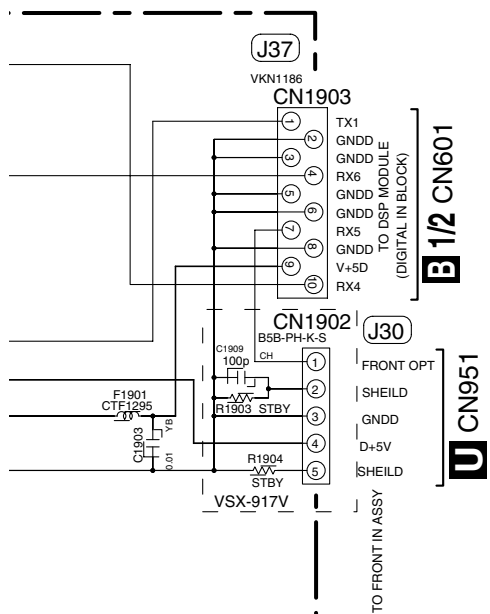 J37
VKN1186
CN1903
1 TX1
2 GNDD
3 GNDD
4 RX6
5 GNDD
6 GNDD
7 RX5
8 GNDD
9 V+5D
10 RX4
TO DSP MODULE
(DIGITAL IN BLOCK)
B 1/2 CN601
CN1902
J30
B5B-PH-K-S
C1909
100p
CH
1 FRONT OPT
2 SHEILD
R1903 STBY
3 GNDD
4 D+5V
5 SHEILD
F1901
CTF1295
C1903
YB
0.01
R1904
STBY
VSX-917V
U CN951
TO FRONT IN ASSY